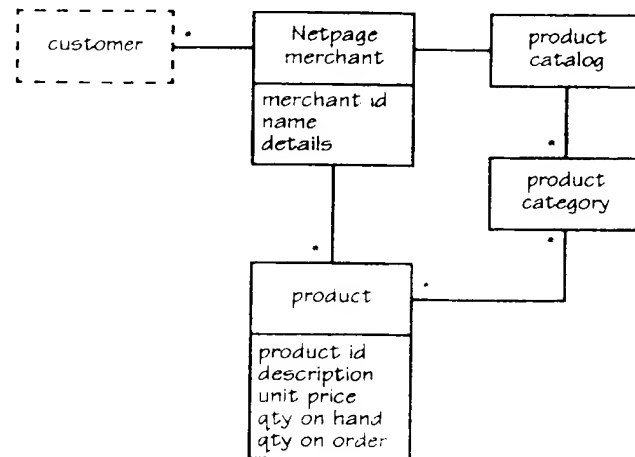 customer
*
Netpage
merchant
merchant id
name
details
product
catalog
*
product
category
*
*
*
product
product id
description
unit price
qty on hand
qty on order